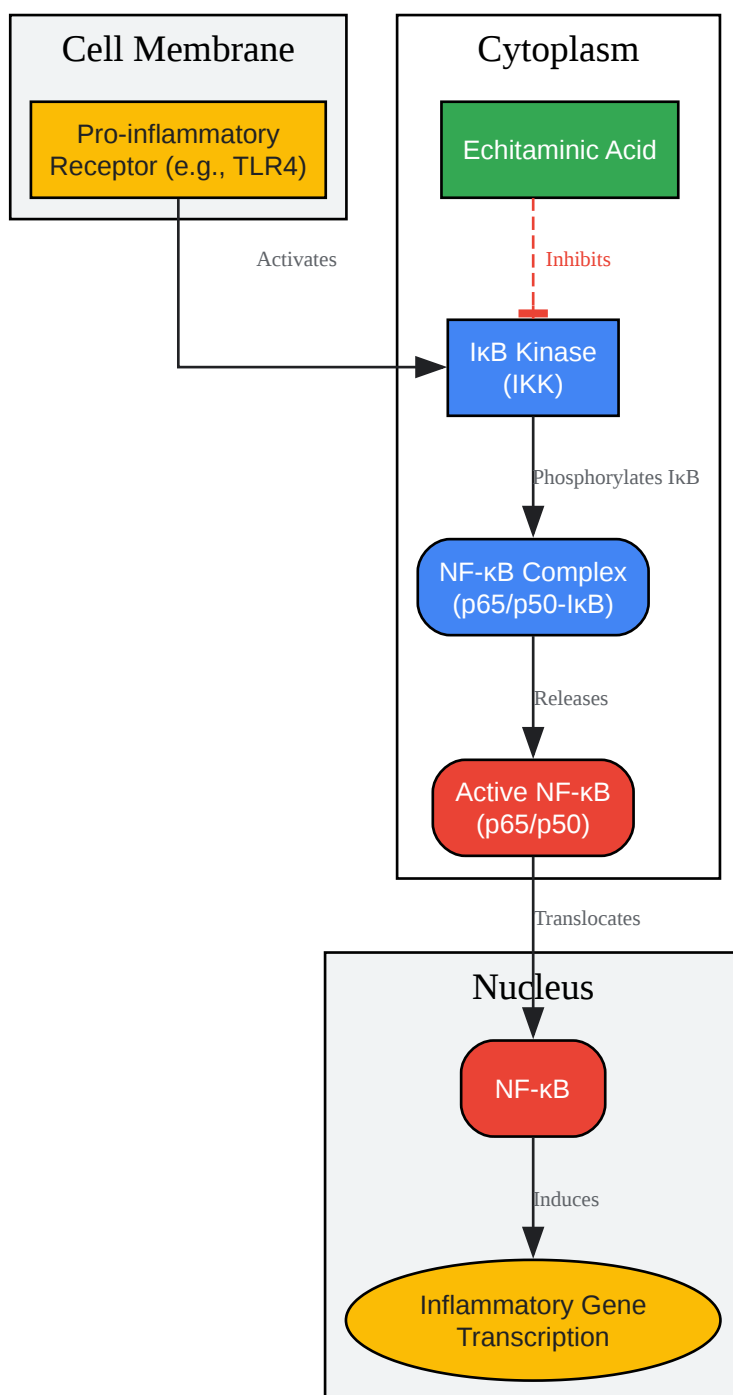 Cell Membrane
Pro-inflammatory
Receptor (e.g., TLR4)
Activates
Cytoplasm
Echitaminic Acid
Inhibits
IκB Kinase
(IKK)
Phosphorylates IκB
NF-κB Complex
(p65/p50-IκB)
Releases
Active NF-κB
(p65/p50)
Translocates
Nucleus
NF-κB
Induces
Inflammatory Gene
Transcription